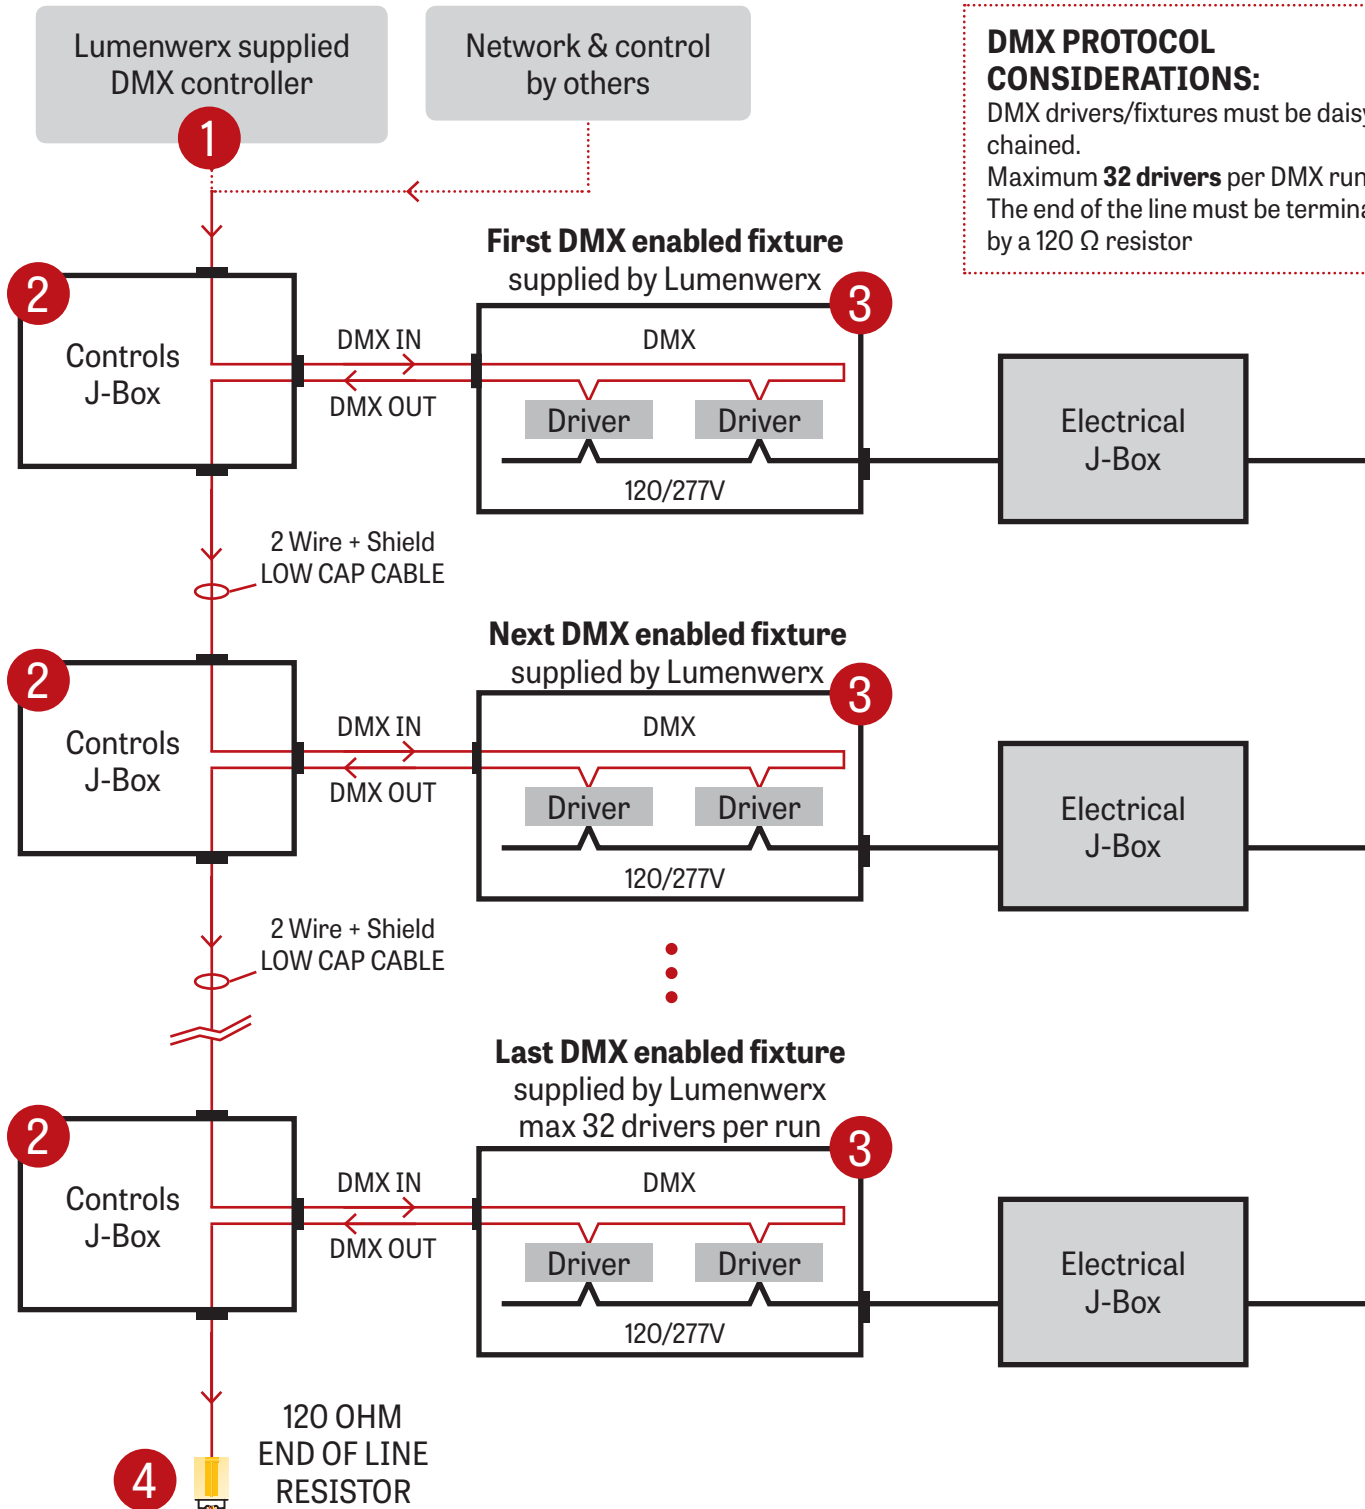 Lumenwerx supplied
DMX controller
1
Network & control
by others
DMX PROTOCOL
CONSIDERATIONS:
DMX drivers/fixtures must be daisy
chained.
Maximum 32 drivers per DMX run
The end of the line must be termina
by a 120 Ω resistor
First DMX enabled fixture
supplied by Lumenwerx
2
Controls
J-Box
DMX IN
DMX OUT
3
DMX
Driver
Driver
120/277V
Electrical
J-Box
2 Wire + Shield
LOW CAP CABLE
Next DMX enabled fixture
supplied by Lumenwerx
2
Controls
J-Box
DMX IN
DMX OUT
3
DMX
Driver
Driver
120/277V
Electrical
J-Box
2 Wire + Shield
LOW CAP CABLE
Last DMX enabled fixture
supplied by Lumenwerx
max 32 drivers per run
2
Controls
J-Box
DMX IN
DMX OUT
3
DMX
Driver
Driver
120/277V
Electrical
J-Box
4
120 OHM
END OF LINE
RESISTOR